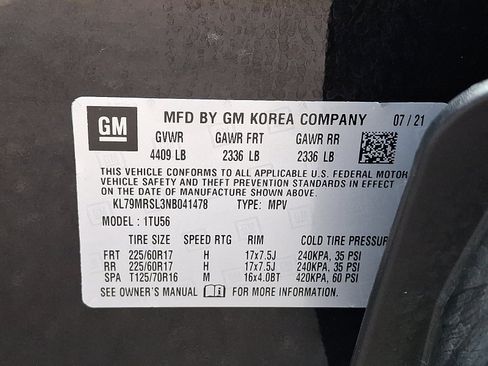 GM MFD BY GM KOREA COMPANY 07/21
GVWR GAWR FRT GAWR RR
4409 LB 2336 LB 2336 LB
THIS VEHICLE CONFORMS TO ALL APPLICABLE U.S. FEDERAL MOTOR
VEHICLE SAFETY AND THEFT PREVENTION STANDARDS IN EFFECT
ON THE DATE OF MANUFACTURE SHOWN ABOVE.
KL79MRSL3NB041478 TYPE: MPV
MODEL: 1TU56
TIRE SIZE SPEED RTG RIM COLD TIRE PRESSUR
FRT 225/60R17 H 17x7.5J 240KPA, 35 PSI
RR 225/60R17 H 17x7.5J 240KPA, 35 PSI
SPA T125/70R16 M 16x4.0BT 420KPA, 60 PSI
SEE OWNER'S MANUAL FOR MORE INFORMATION